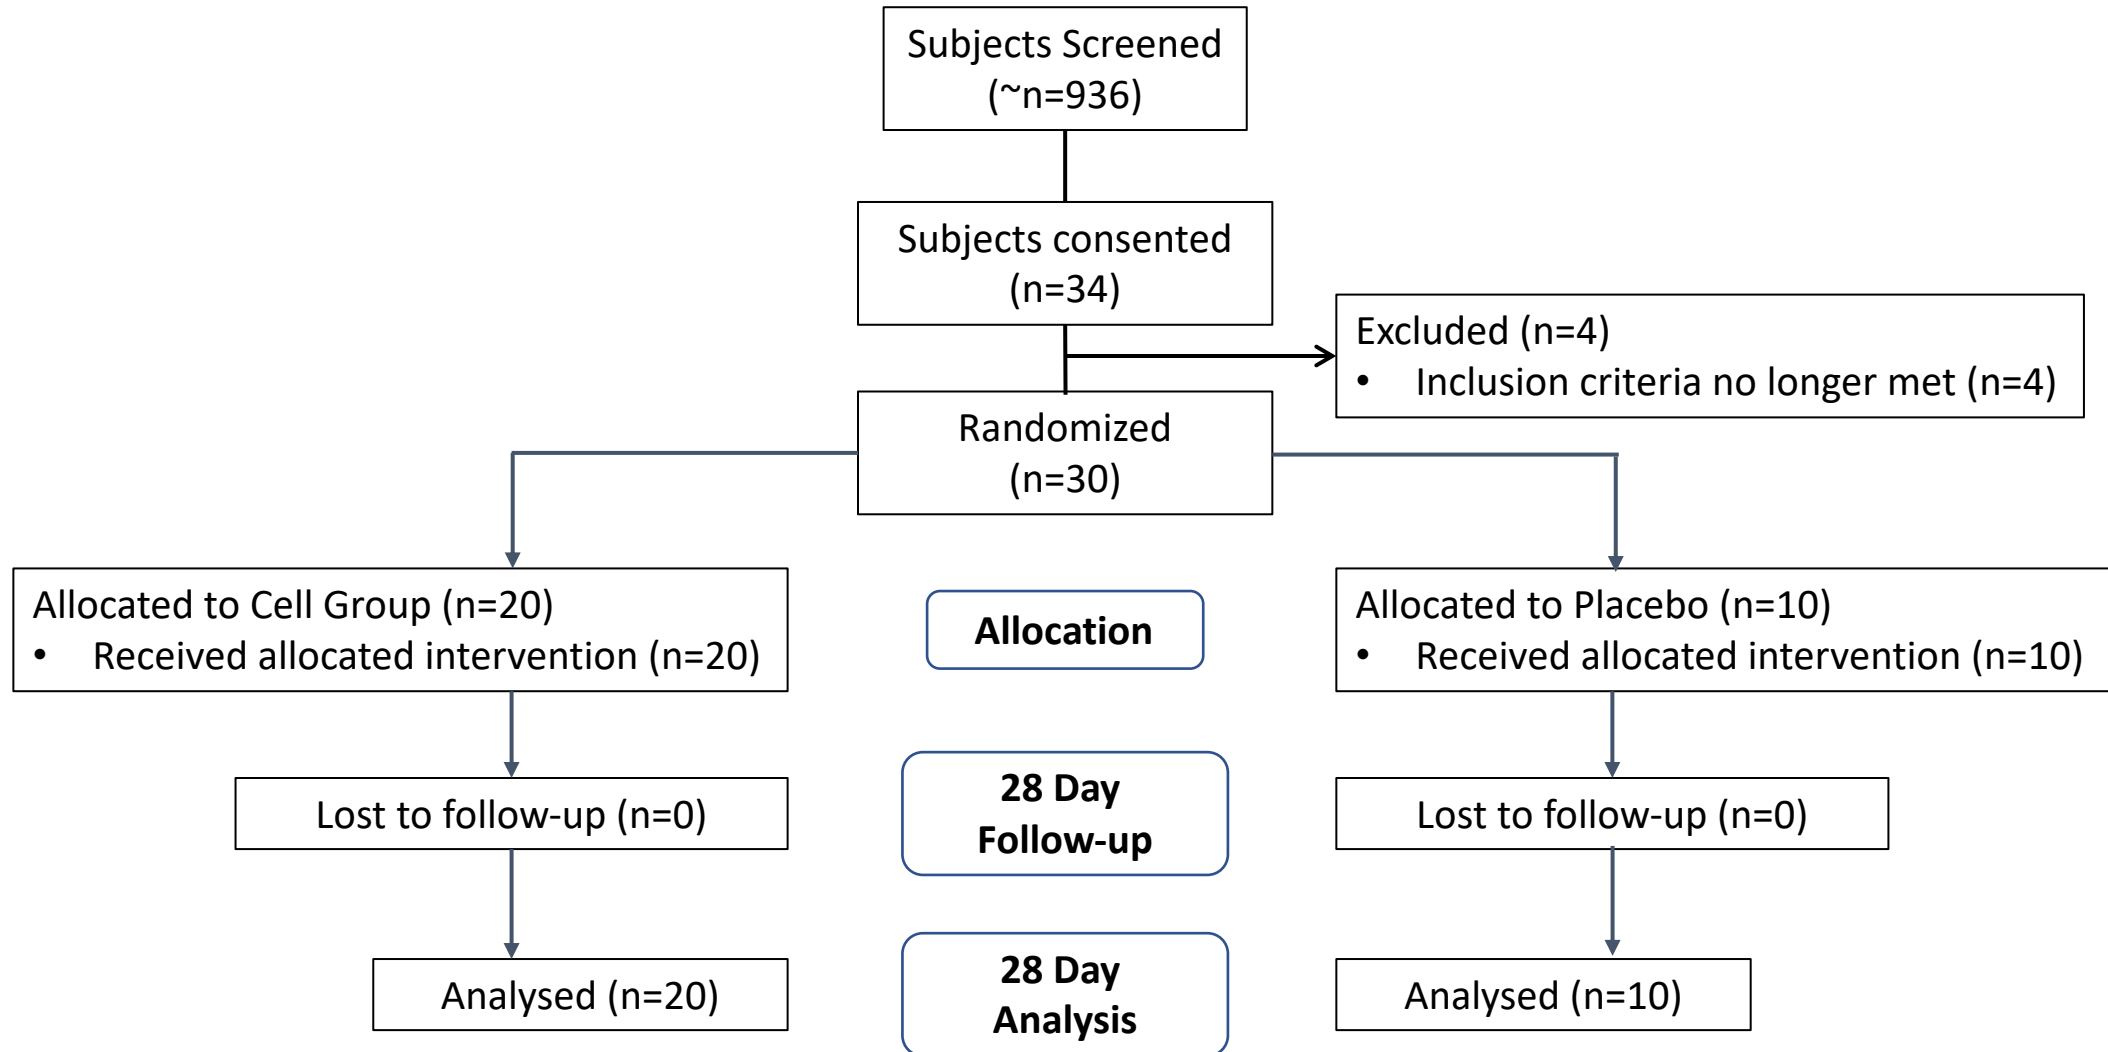 Subjects Screened
(~n=936)
Subjects consented
(n=34)
Excluded (n=4)
• Inclusion criteria no longer met (n=4)
Randomized
(n=30)
Allocated to Cell Group (n=20)
• Received allocated intervention (n=20)
Allocation
Allocated to Placebo (n=10)
• Received allocated intervention (n=10)
Lost to follow-up (n=0)
28 Day
Follow-up
Lost to follow-up (n=0)
Analysed (n=20)
28 Day
Analysis
Analysed (n=10)